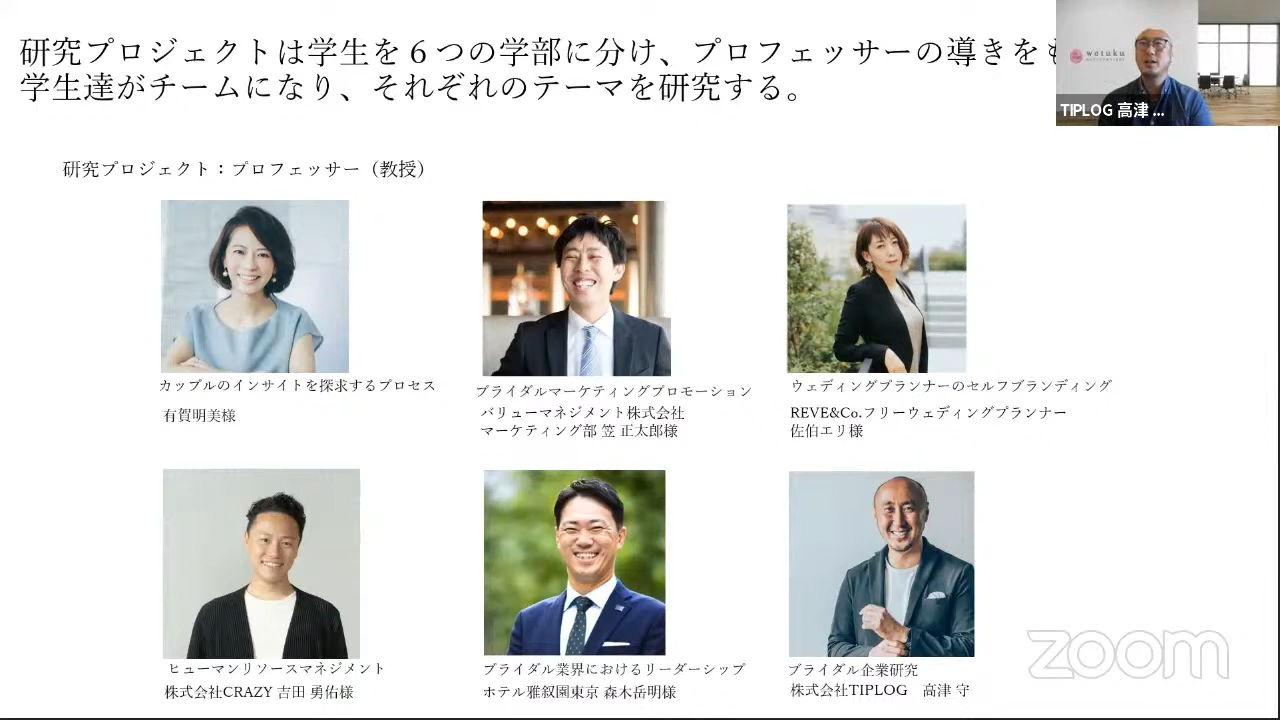 研究プロジェクトは学生を６つの学部に分け、プロフェッサーの導きを
学生達がチームになり、それぞれのテーマを研究する。
weiuku
TIPLOG 高津 ...
研究プロジェクト：プロフェッサー（教授）
カップルのインサイトを探求するプロセス
有賀明美様
ブライダルマーケティングプロモーション
バリューマネジメント株式会社
マーケティング部 笠 正太郎様
ウェディングプランナーのセルフブランディング
REVE&Co.フリーウェディングプランナー
佐伯エリ様
ヒューマンリソースマネジメント
株式会社CRAZY 吉田 勇佑様
ブライダル業界におけるリーダーシップ
ホテル雅叙園東京 森木岳明様
ブライダル企業研究
株式会社TIPLOG　高津 守
zoom